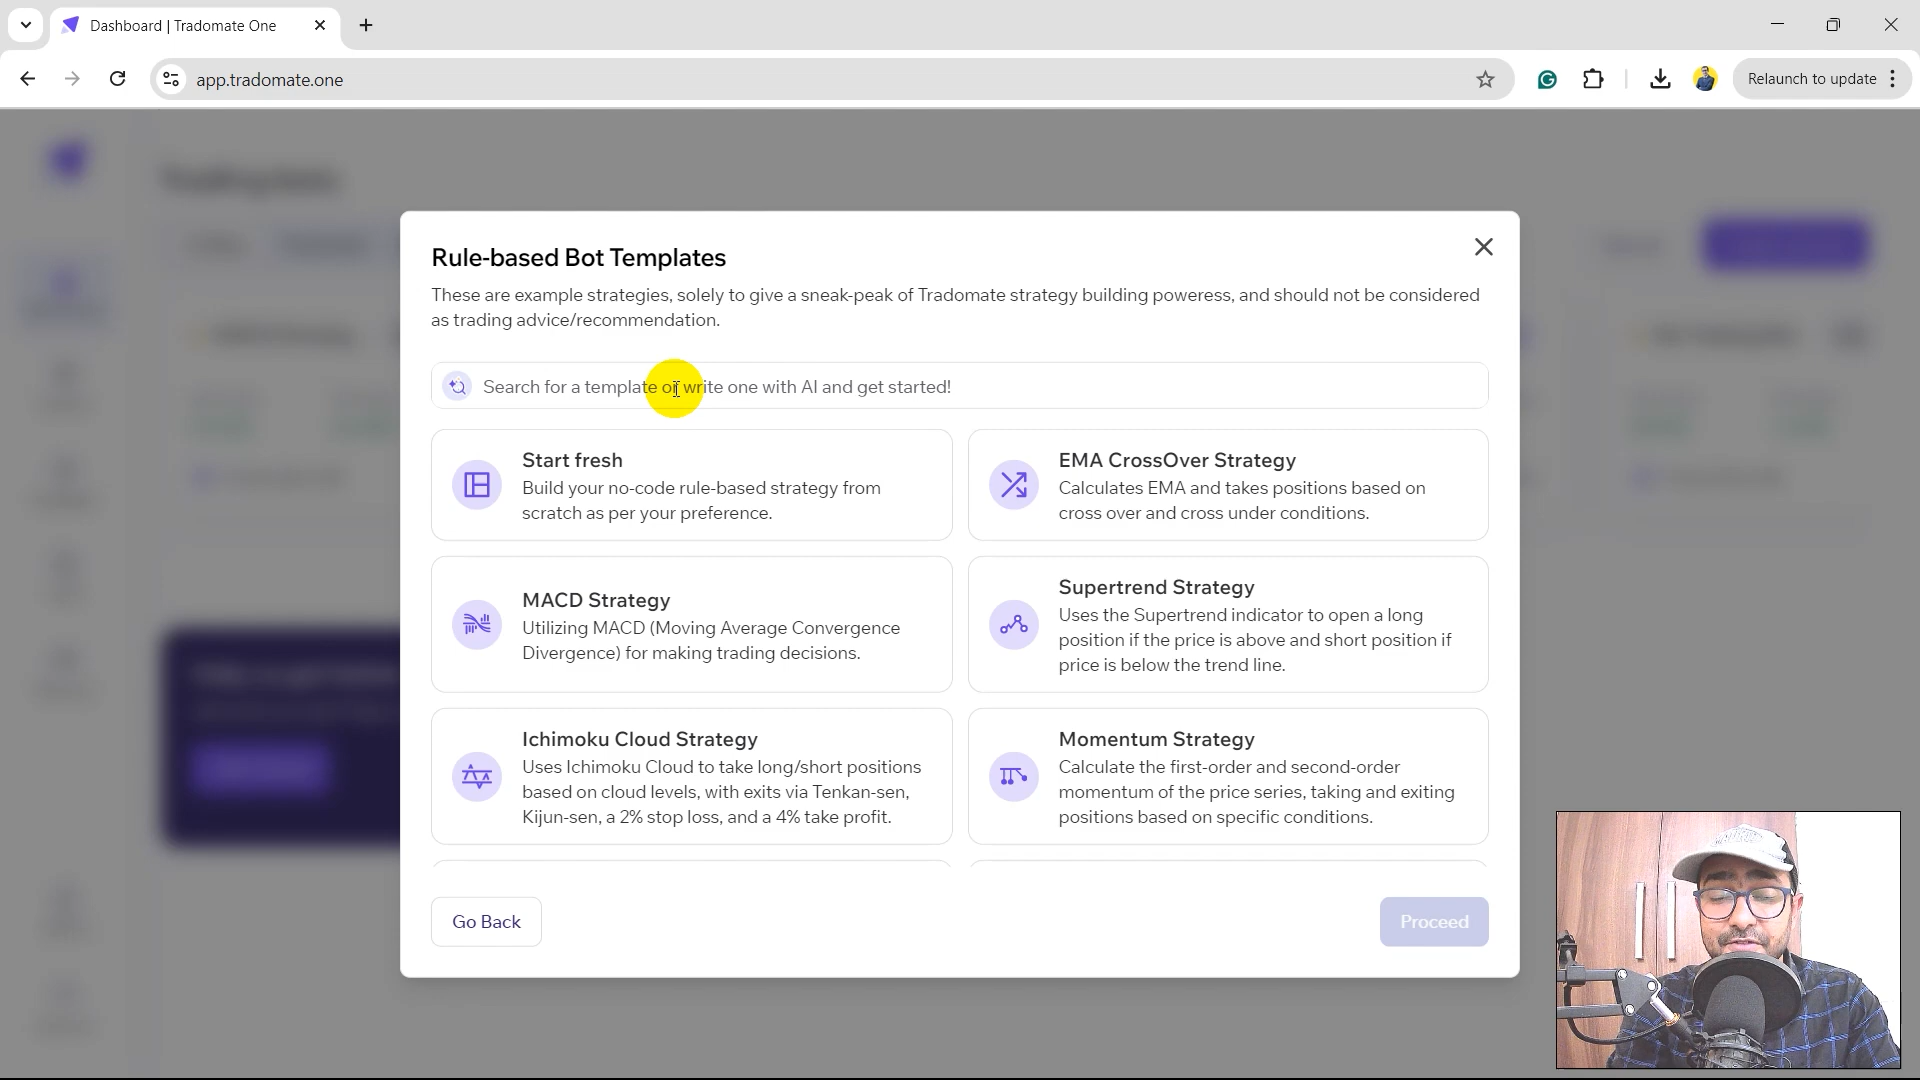 Dashboard | Tradomate One
app.tradomate.one
Relaunch to update
Rule-based Bot Templates
These are example strategies, solely to give a sneak-peak of Tradomate strategy building poweress, and should not be considered
as trading advice/recommendation.
Search for a template or write one with AI and get started!
Start fresh
Build your no-code rule-based strategy from
scratch as per your preference.
EMA CrossOver Strategy
Calculates EMA and takes positions based on
cross over and cross under conditions.
MACD Strategy
Utilizing MACD (Moving Average Convergence
Divergence) for making trading decisions.
Supertrend Strategy
Uses the Supertrend indicator to open a long
position if the price is above and short position if
price is below the trend line.
Ichimoku Cloud Strategy
Uses Ichimoku Cloud to take long/short positions
based on cloud levels, with exits via Tenkan-sen,
Kijun-sen, a 2% stop loss, and a 4% take profit.
Momentum Strategy
Calculate the first-order and second-order
momentum of the price series, taking and exiting
positions based on specific conditions.
Go Back
Proceed